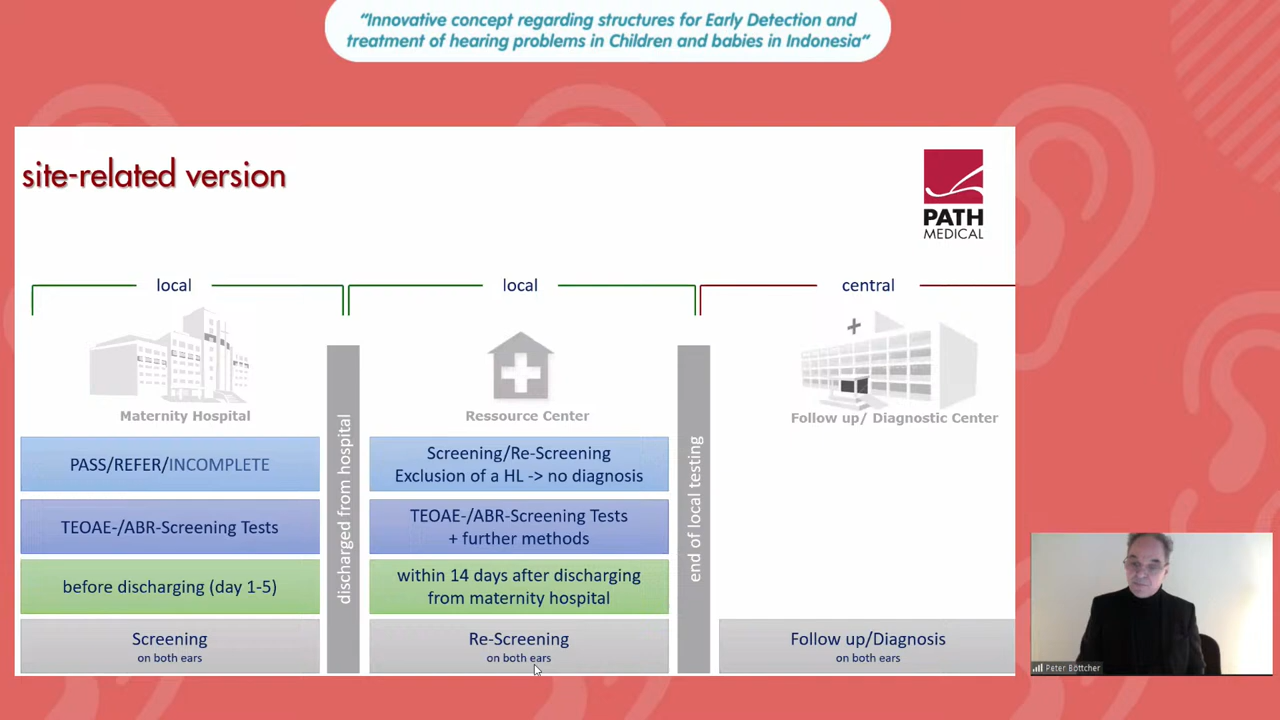 “Innovative concept regarding structures for Early Detection and
treatment of hearing problems in Children and babies in Indonesia”
site-related version
PATH
MEDICAL
local
local
central
Maternity Hospital
Ressource Center
Follow up/ Diagnostic Center
PASS/REFER/INCOMPLETE
TEOAE-/ABR-Screening Tests
before discharging (day 1-5)
Screening
on both ears
discharged from hospital
Screening/Re-Screening
Exclusion of a HL -> no diagnosis
TEOAE-/ABR-Screening Tests
+ further methods
within 14 days after discharging
from maternity hospital
Re-Screening
on both ears
end of local testing
Follow up/Diagnosis
on both ears
Peter Böttcher